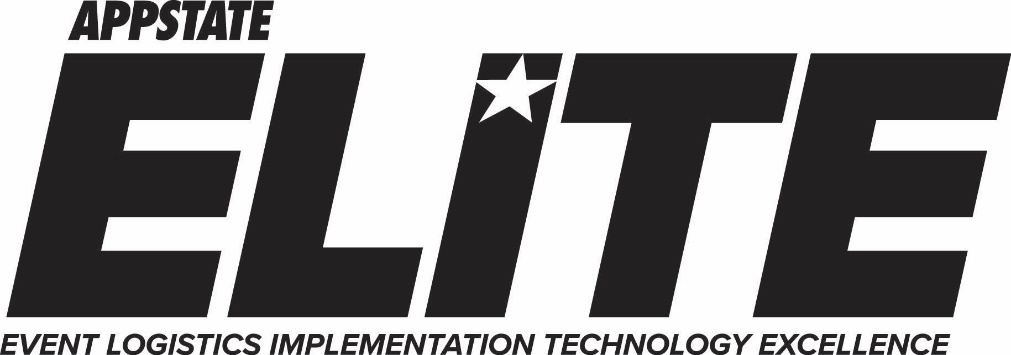 APPSTATE
ELiTE
EVENT LOGISTICS IMPLEMENTATION TECHNOLOGY EXCELLENCE